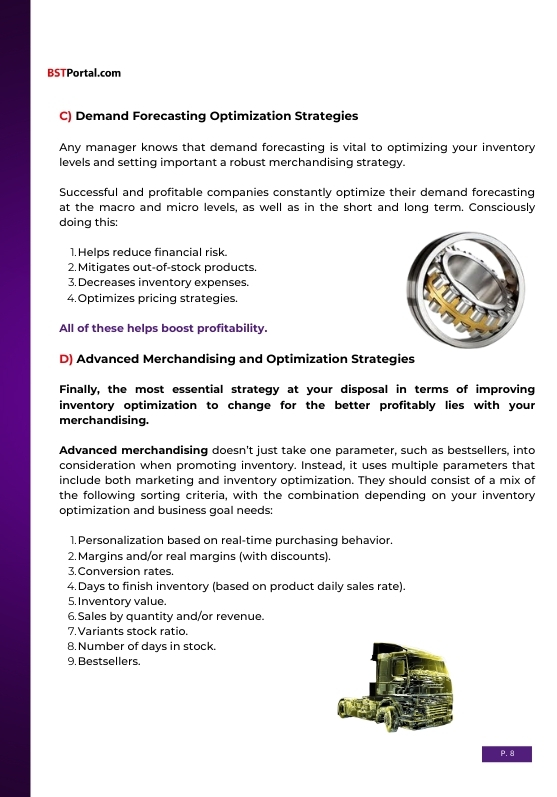 BSTPortal.com
C) Demand Forecasting Optimization Strategies
Any manager knows that demand forecasting is vital to optimizing your inventory
levels and setting important a robust merchandising strategy.
Successful and profitable companies constantly optimize their demand forecasting
at the macro and micro levels, as well as in the short and long term. Consciously
doing this:
1.Helps reduce financial risk.
2.Mitigates out-of-stock products.
3.Decreases inventory expenses.
4.Optimizes pricing strategies.
All of these helps boost profitability.
D) Advanced Merchandising and Optimization Strategies
Finally, the most essential strategy at your disposal in terms of improving
inventory optimization to change for the better profitably lies with your
merchandising.
Advanced merchandising doesn’t just take one parameter, such as bestsellers, into
consideration when promoting inventory. Instead, it uses multiple parameters that
include both marketing and inventory optimization. They should consist of a mix of
the following sorting criteria, with the combination depending on your inventory
optimization and business goal needs:
1.Personalization based on real-time purchasing behavior.
2.Margins and/or real margins (with discounts).
3.Conversion rates.
4.Days to finish inventory (based on product daily sales rate).
5.Inventory value.
6.Sales by quantity and/or revenue.
7.Variants stock ratio.
8.Number of days in stock.
9.Bestsellers.
P. 8